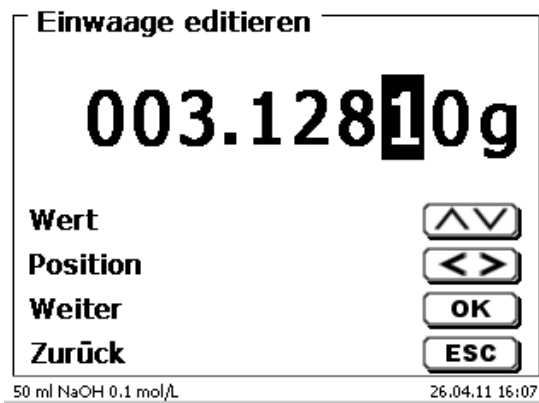 Einwaage editieren
003.12810g
Wert
Position < >
Weiter OK
Zurück ESC
50 ml NaOH 0.1 mol/L 26.04.11 16:07